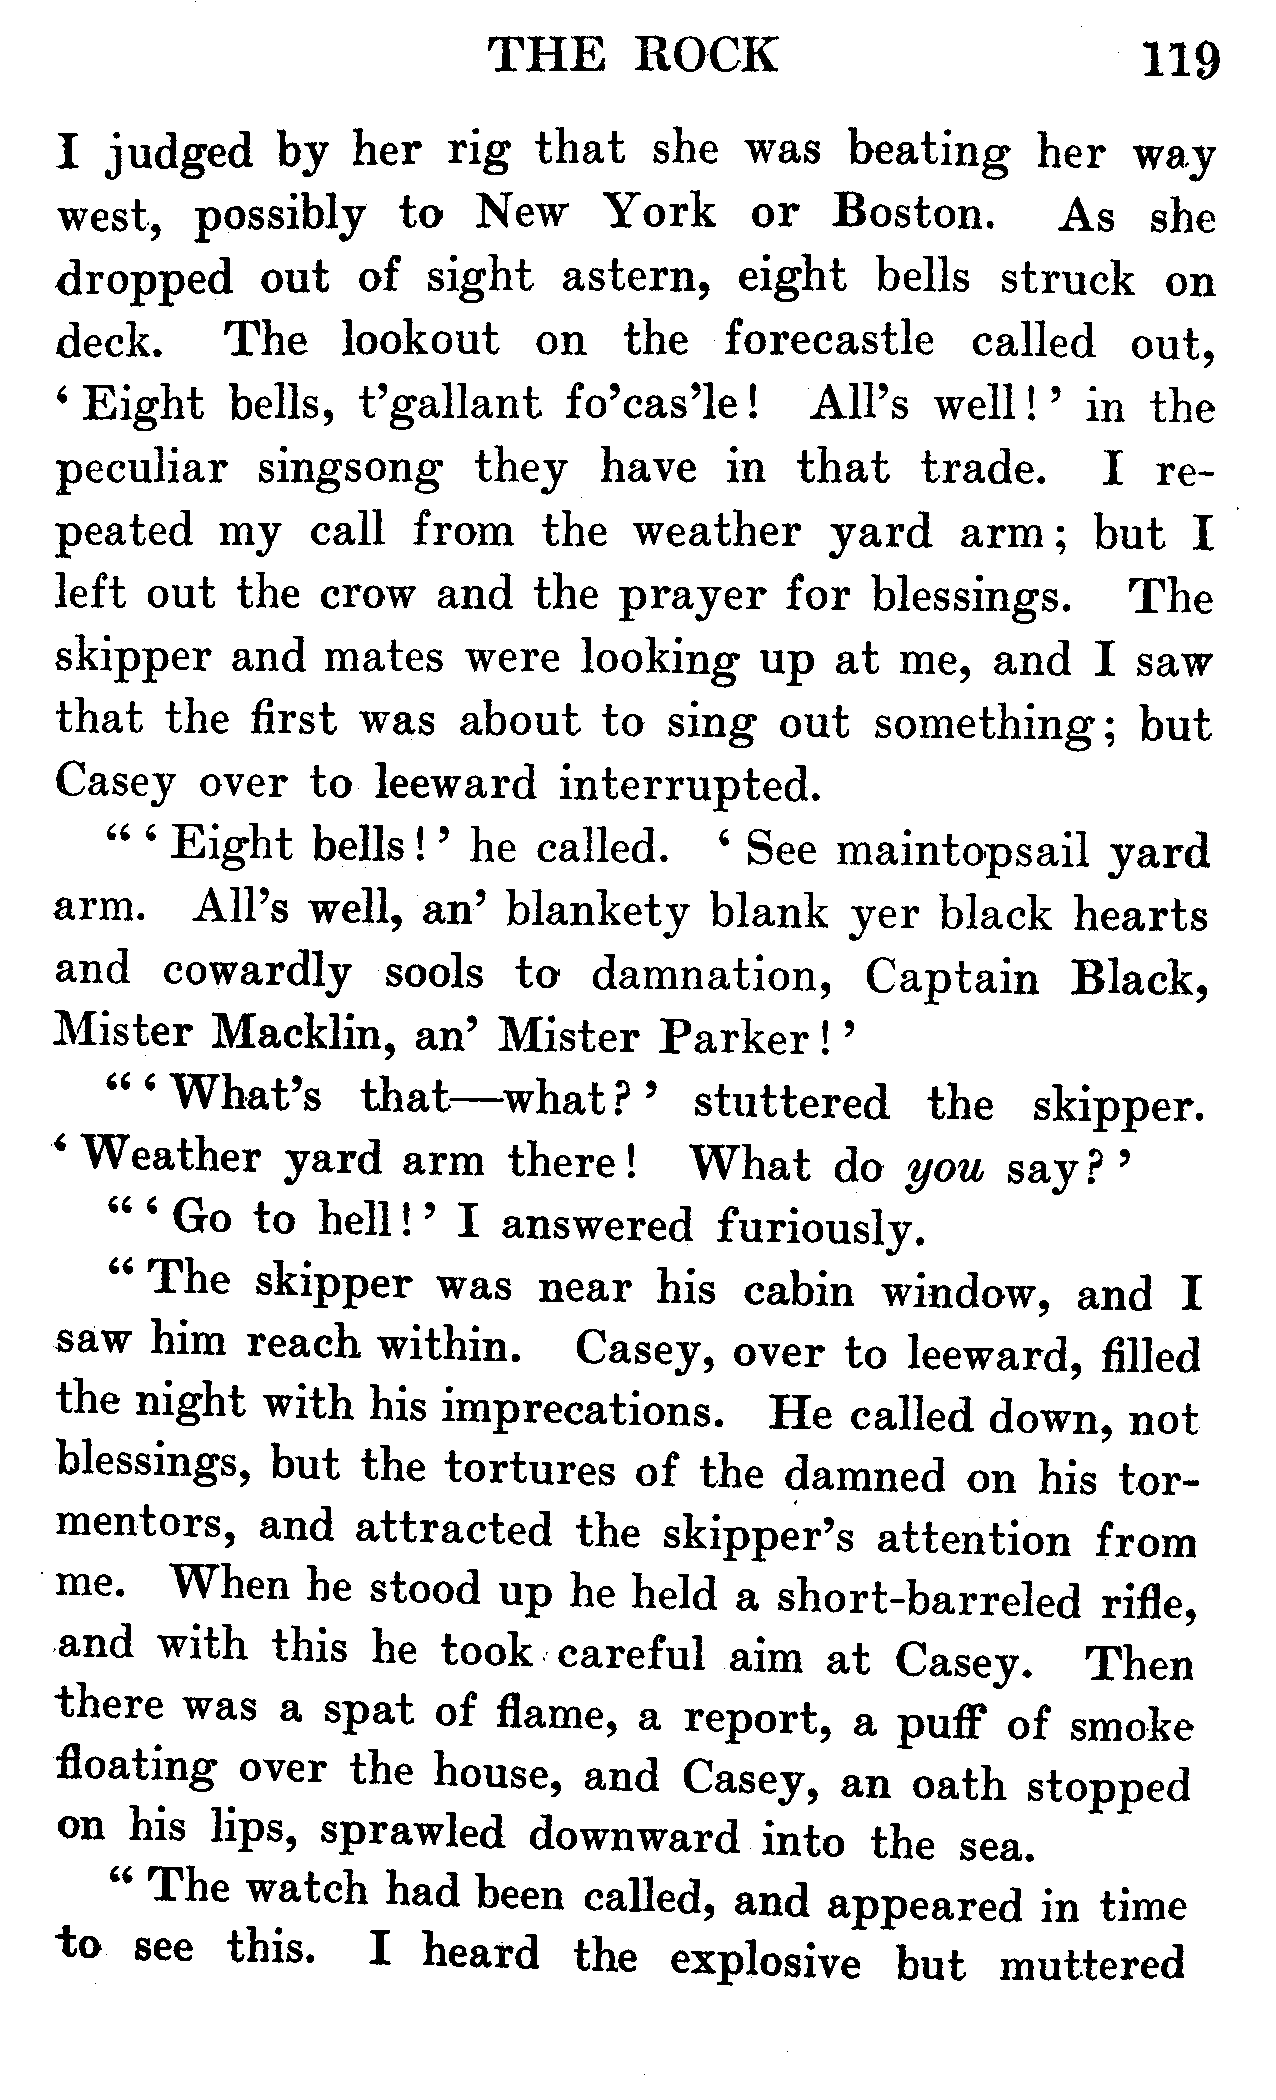 THE ROCK 119
I judged by her rig that she was beating her way
west, possibly to New York or Boston. As she
dropped out of sight astern, eight bells struck on
deck. The lookout on the forecastle called out,
‘Eight bells, t’gallant fo’cas’le! All’s well!’ in the
peculiar singsong they have in that trade. I re-
peated my call from the weather yard arm; but I
left out the crow and the prayer for blessings. The
skipper and mates were looking up at me, and I saw
that the first was about to sing out something; but
Casey over to leeward interrupted.
“‘Eight bells!’ he called. ‘See maintopsail yard
arm. All’s well, an’ blankety blank yer black hearts
and cowardly sools to damnation, Captain Black,
Mister Macklin, an’ Mister Parker!’
“‘What’s that—what?’ stuttered the skipper.
‘Weather yard arm there! What do you say?’
“‘Go to hell!’ I answered furiously.
“The skipper was near his cabin window, and I
saw him reach within. Casey, over to leeward, filled
the night with his imprecations. He called down, not
blessings, but the tortures of the damned on his tor-
mentors, and attracted the skipper’s attention from
me. When he stood up he held a short-barreled rifle,
and with this he took careful aim at Casey. Then
there was a spat of flame, a report, a puff of smoke
floating over the house, and Casey, an oath stopped
on his lips, sprawled downward into the sea.
“The watch had been called, and appeared in time
to see this. I heard the explosive but muttered